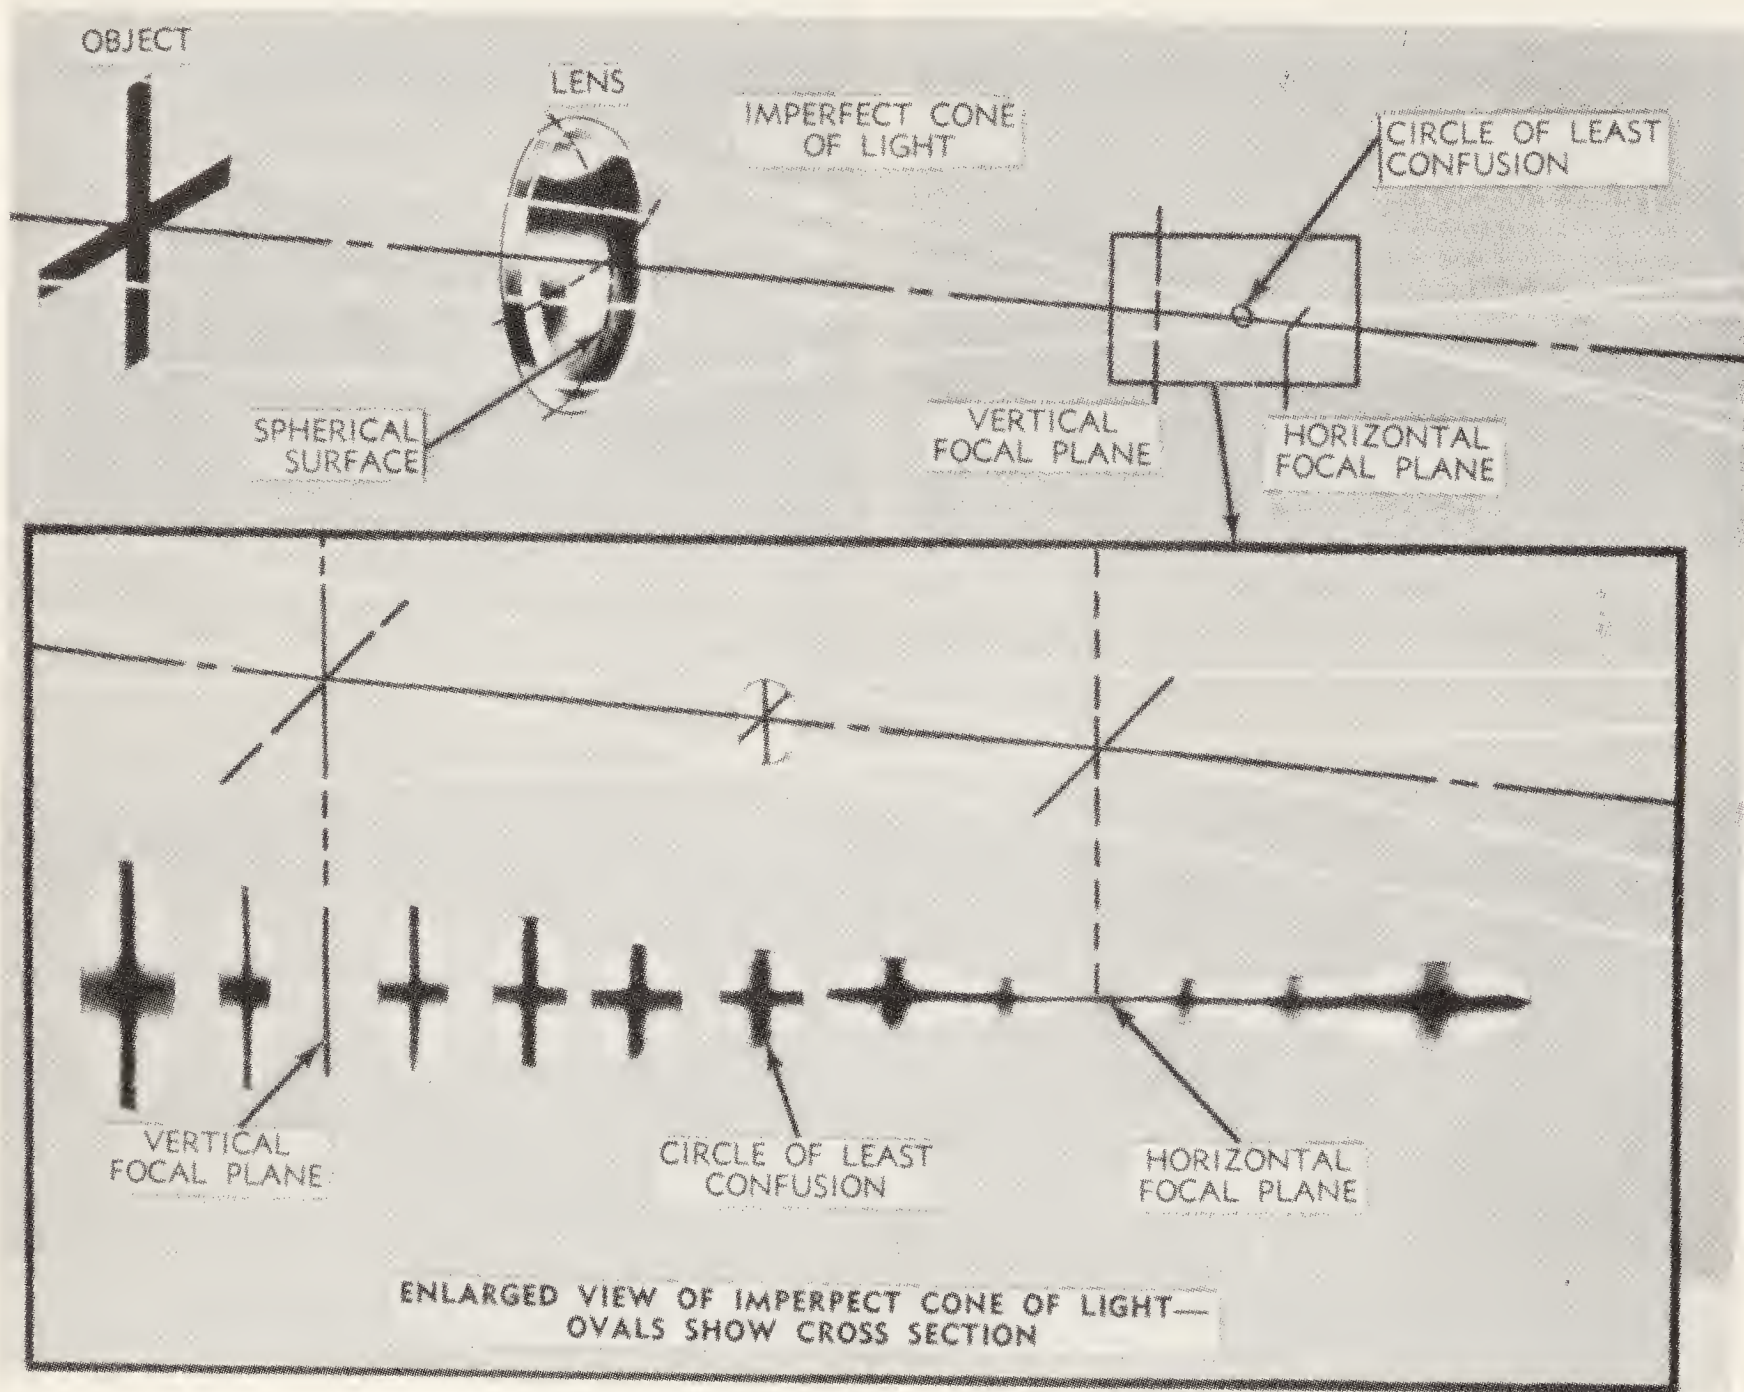 OBJECT
LENS
IMPERFECT CONE
OF LIGHT
CIRCLE OF LEAST
CONFUSION
SPHERICAL
SURFACE
VERTICAL
FOCAL PLANE
HORIZONTAL
FOCAL PLANE
VERTICAL
FOCAL PLANE
CIRCLE OF LEAST
CONFUSION
HORIZONTAL
FOCAL PLANE
ENLARGED VIEW OF IMPERPECT CONE OF LIGHT—
OVALS SHOW CROSS SECTION